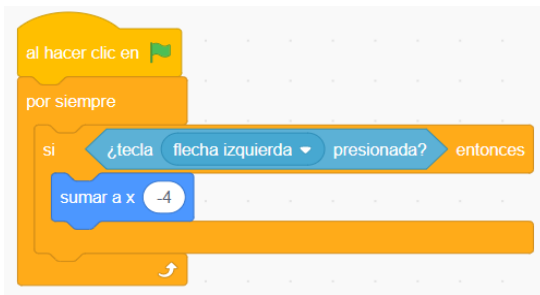 al hacer clic en
por siempre
si ¿tecla flecha izquierda presionada? entonces
sumar a x -4